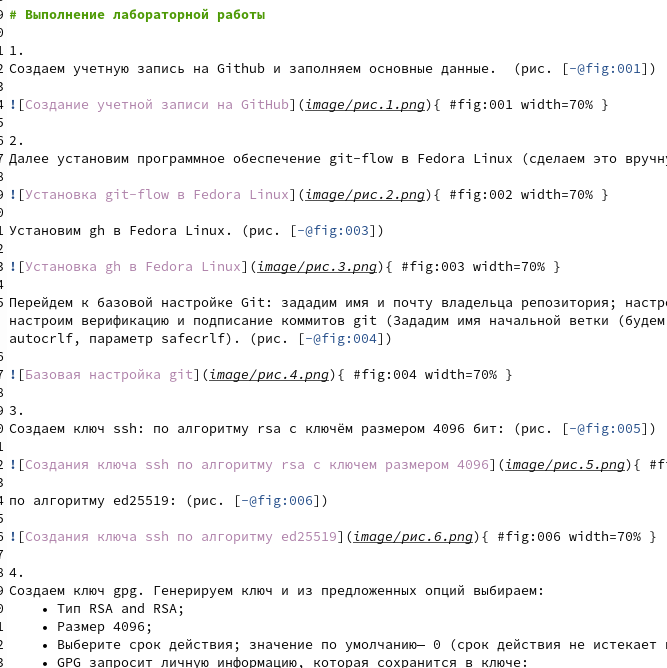 9 # Выполнение лабораторной работы
0
1 1.
2 Создаем учетную запись на Github и заполняем основные данные.  (рис. [-@fig:001])
3
4 ![Создание учетной записи на GitHub](image/рис.1.png){ #fig:001 width=70% }
5
6 2.
7 Далее установим программное обеспечение git-flow в Fedora Linux (сделаем это
8
9 ![Установка git-flow в Fedora Linux](image/рис.2.png){ #fig:002 width=70% }
0
1 Установим gh в Fedora Linux. (рис. [-@fig:003])
2
3 ![Установка gh в Fedora Linux](image/рис.3.png){ #fig:003 width=70% }
4
5 Перейдем к базовой настройке Git: зададим имя и почту владельца репозитория;
настроим верификацию и подписание коммитов git (Зададим имя начальной ветки (будем
autocrlf, параметр safecrlf). (рис. [-@fig:004])
6
7 ![Базовая настройка git](image/рис.4.png){ #fig:004 width=70% }
8
9 3.
0 Создаем ключ ssh: по алгоритму rsa с ключём размером 4096 бит: (рис. [-@fig:005])
1
2 ![Создания ключа ssh по алгоритму rsa с ключем размером 4096](image/рис.5.png){
3
4 по алгоритму ed25519: (рис. [-@fig:006])
5
6 ![Создания ключа ssh по алгоритму ed25519](image/рис.6.png){ #fig:006 width=70% }
7
8 4.
9 Создаем ключ gpg. Генерируем ключ и из предложенных опций выбираем:
0 • Тип RSA and RSA;
1 • Размер 4096;
2 • Выберите срок действия; значение по умолчанию— 0 (срок действия не истекает
3 • GPG запросит личную информацию, которая сохранится в ключе: